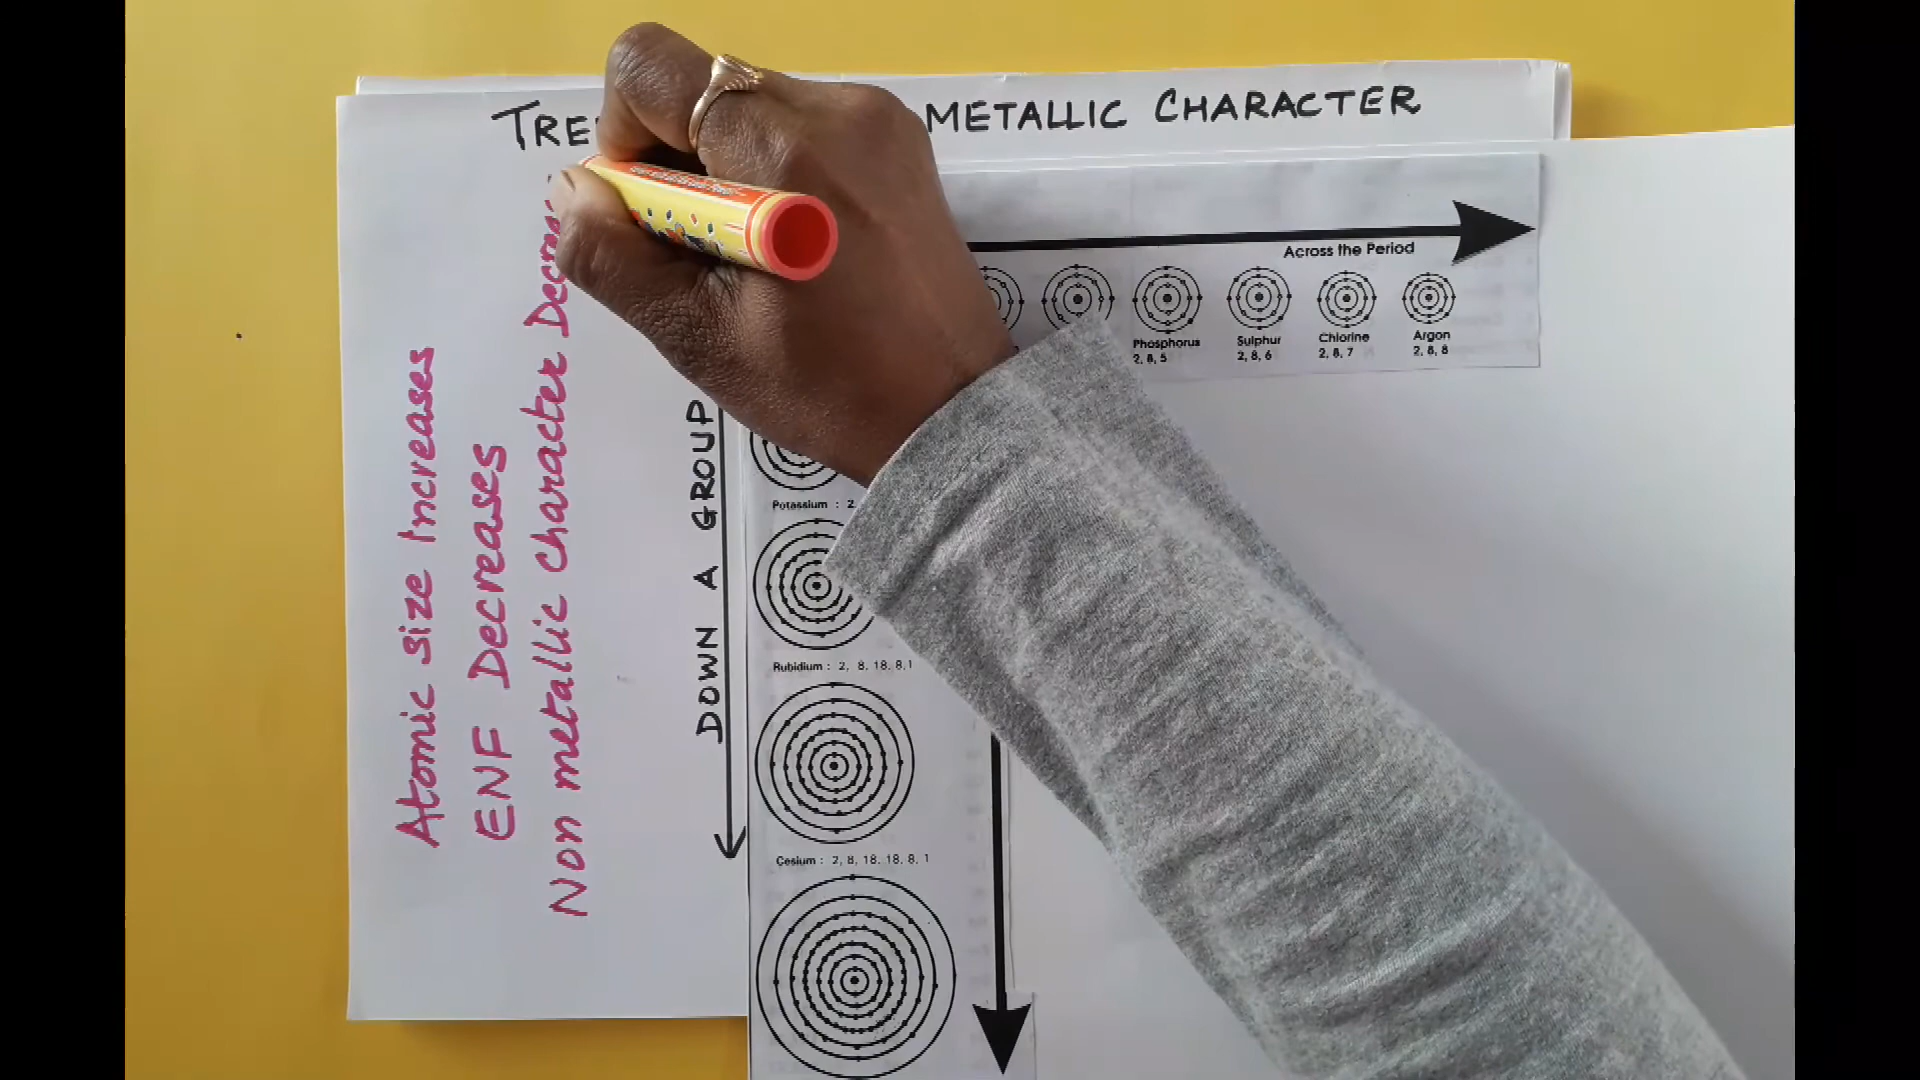 METALLIC CHARACTER
Across the Period
Phosphorus
2, 8, 5
Sulphur
2, 8, 6
Chlorine
2, 8, 7
Argon
2, 8, 8
Atomic size Increases
ENF Decreases
Non metallic character
DOWN A GROUP
Potassium : 2
Rubidium : 2, 8, 18, 8, 1
Cesium : 2, 8, 18, 18, 8, 1